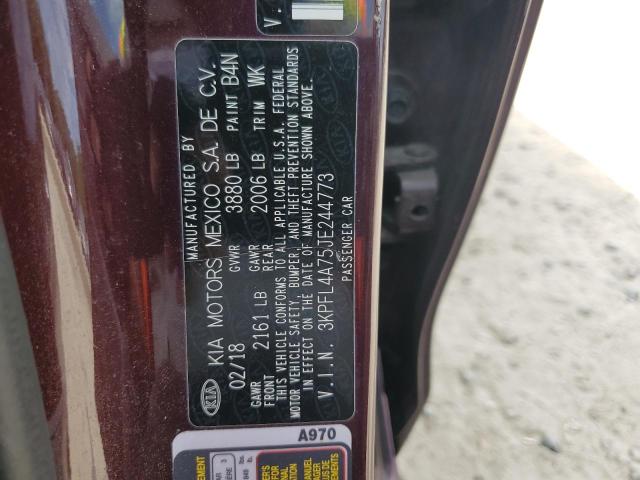 MANUFACTURED BY
KIA KIA MOTORS MEXICO S.A. DE C.V.
02/18 GVWR 3880 LB PAINT B4N
GAWR FRONT 2161 LB GAWR REAR 2006 LB TRIM WK
THIS VEHICLE CONFORMS TO ALL APPLICABLE U.S.A. FEDERAL
MOTOR VEHICLE SAFETY, BUMPER, AND THEFT PREVENTION STANDARDS
IN EFFECT ON THE DATE OF MANUFACTURE SHOWN ABOVE.
V.I.N. 3KPFL4A75JE244773
PASSENGER CAR
A970